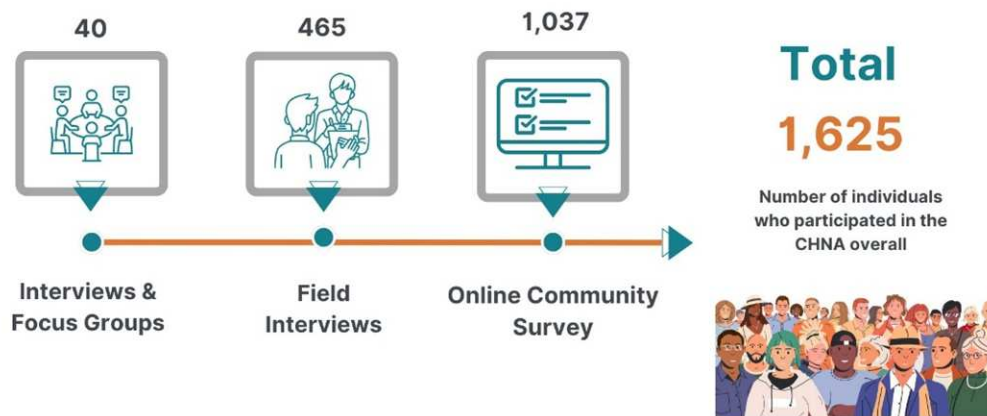 40
465
1,037
Interviews &
Focus Groups
Field
Interviews
Online Community
Survey
Total
1,625
Number of individuals
who participated in the
CHNA overall